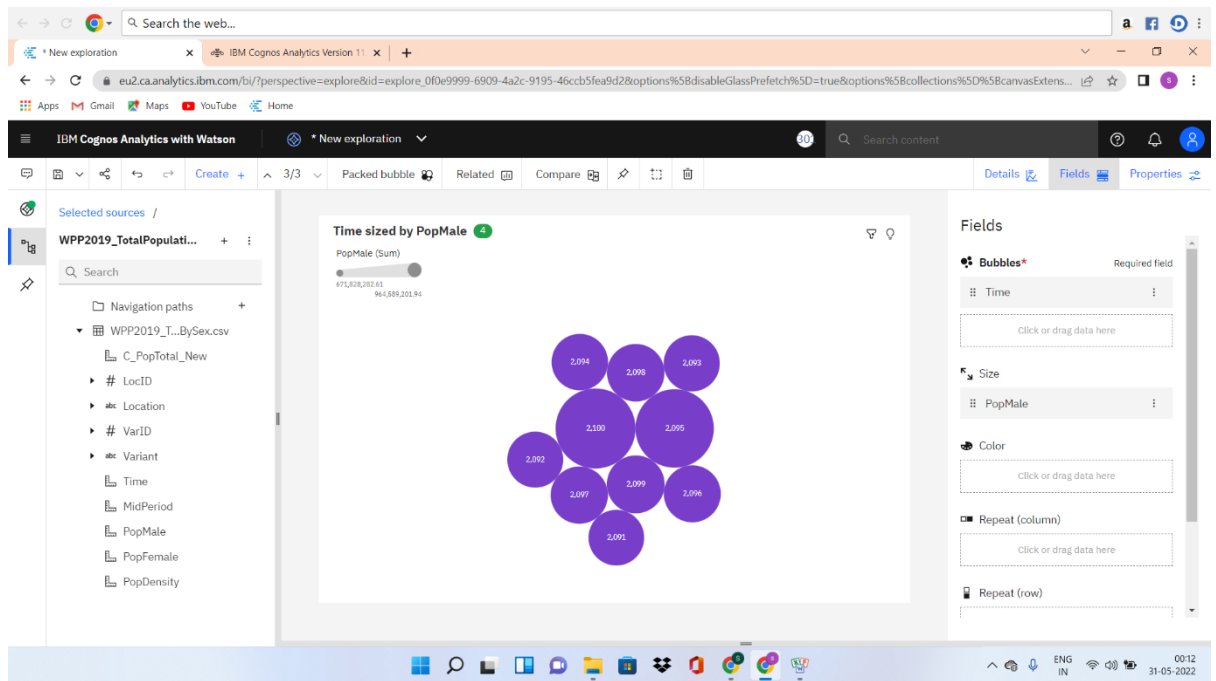 Search the web...
* New exploration
IBM Cognos Analytics Version 11
eu2.ca.analytics.ibm.com/bi/?perspective=explore&id=explore_0f0e9999-6909-4a2c-9195-46ccb5fea9d2&options%5BdisableGlassPrefetch%5D=true&options%5Bcollections%5D%5BcanvasExtens...
Apps Gmail Maps YouTube Home
IBM Cognos Analytics with Watson
* New exploration
Search content
Create + 3/3 Packed bubble Related Compare Details Fields Properties
Selected sources /
WPP2019_TotalPopulati...
Search
Navigation paths
WPP2019_T...BySex.csv
C_PopTotal_New
# LocID
abc Location
# VarID
abc Variant
Time
MidPeriod
PopMale
PopFemale
PopDensity
Time sized by PopMale 4
PopMale (Sum)
671,828,282.61
964,889,201.94
2,094
2,098
2,093
2,100
2,095
2,092
2,097
2,099
2,096
2,091
Fields
Bubbles*
Required field
Time
Click or drag data here
Size
PopMale
Color
Click or drag data here
Repeat (column)
Click or drag data here
Repeat (row)
ENG
IN
00:12
31-05-2022